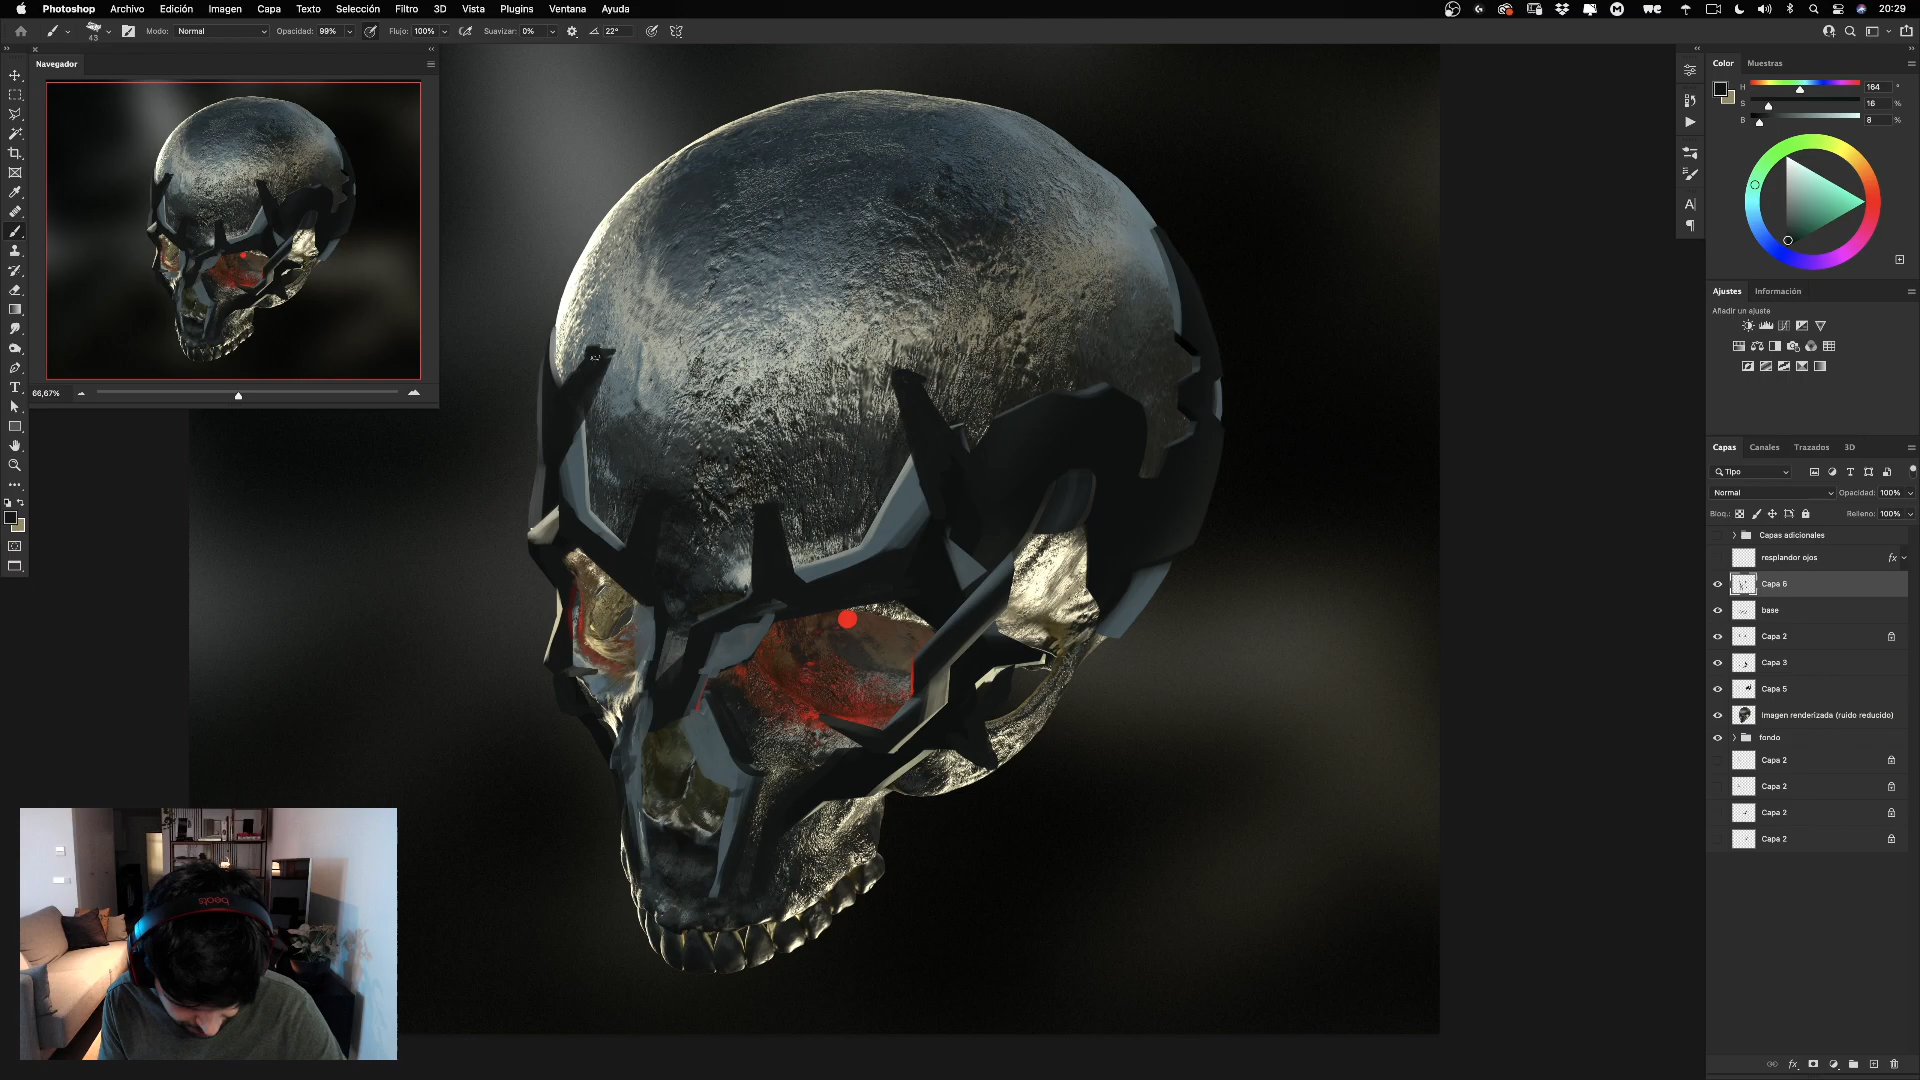 Photoshop Archivo Edición Imagen Capa Texto Selección Filtro 3D Vista Plugins Ventana Ayuda 20:29
43 Modo: Normal Opacidad: 99% Flujo: 100% Suavizar: 0% 22°
Navegador
66,67%
Color Muestras
H 164 °
S 16 %
B 8 %
Ajustes Información
Añadir un ajuste
Capas Canales Trazados 3D
Tipo
Normal Opacidad: 100%
Bloq.: Relleno: 100%
Capas adicionales
resplandor ojos fx
Capa 6
base
Capa 2
Capa 3
Capa 5
Imagen renderizada (ruido reducido)
fondo
Capa 2
Capa 2
Capa 2
Capa 2
fx
beats